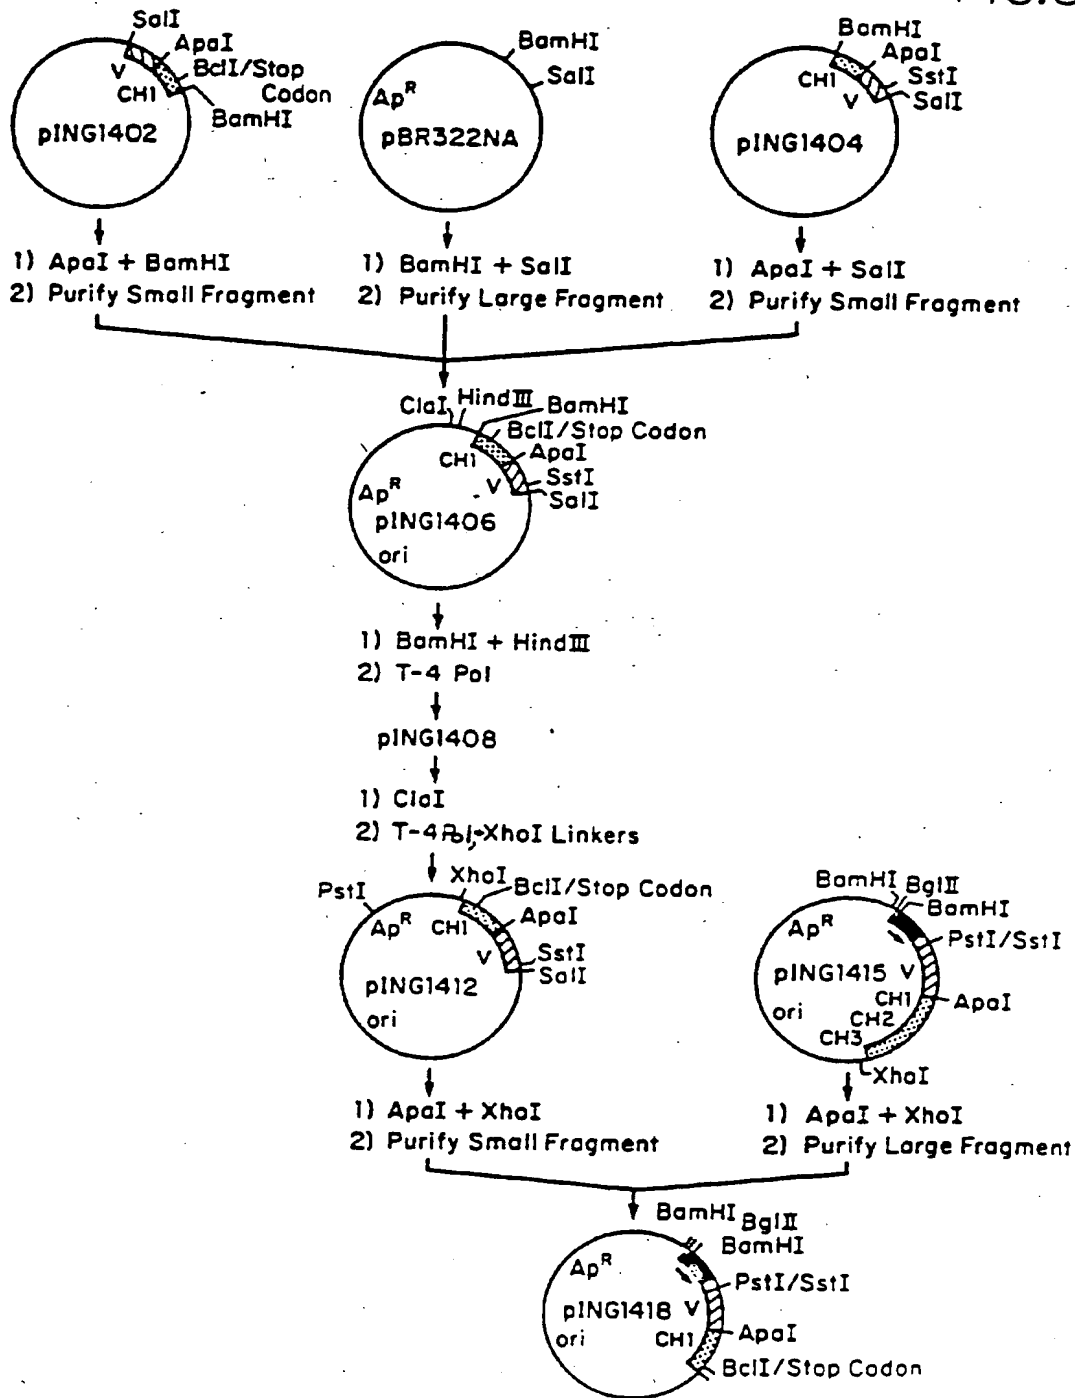 SalI
ApaI
V
BclI/Stop
CH1
Codon
BamHI
pING1402
BamHI
SalI
Ap^R
pBR322NA
BamHI
ApaI
CH1
SstI
V
SalI
pING1404
1) ApaI + BamHI
2) Purify Small Fragment
1) BamHI + SalI
2) Purify Large Fragment
1) ApaI + SalI
2) Purify Small Fragment
ClaI
HindIII
BamHI
BclI/Stop Codon
CH1
ApaI
V
SstI
SalI
Ap^R
pING1406
ori
1) BamHI + HindIII
2) T-4 Pol
pING1408
1) ClaI
2) T-4 Pol, XhoI Linkers
PstI
XhoI
BclI/Stop Codon
Ap^R
CH1
ApaI
V
SstI
SalI
pING1412
ori
BamHI
BglII
BamHI
Ap^R
PstI/SstI
pING1415
V
CH1
ApaI
ori
CH2
CH3
XhoI
1) ApaI + XhoI
2) Purify Small Fragment
1) ApaI + XhoI
2) Purify Large Fragment
BamHI
BglII
BamHI
Ap^R
PstI/SstI
pING1418
V
ori
CH1
ApaI
BclI/Stop Codon